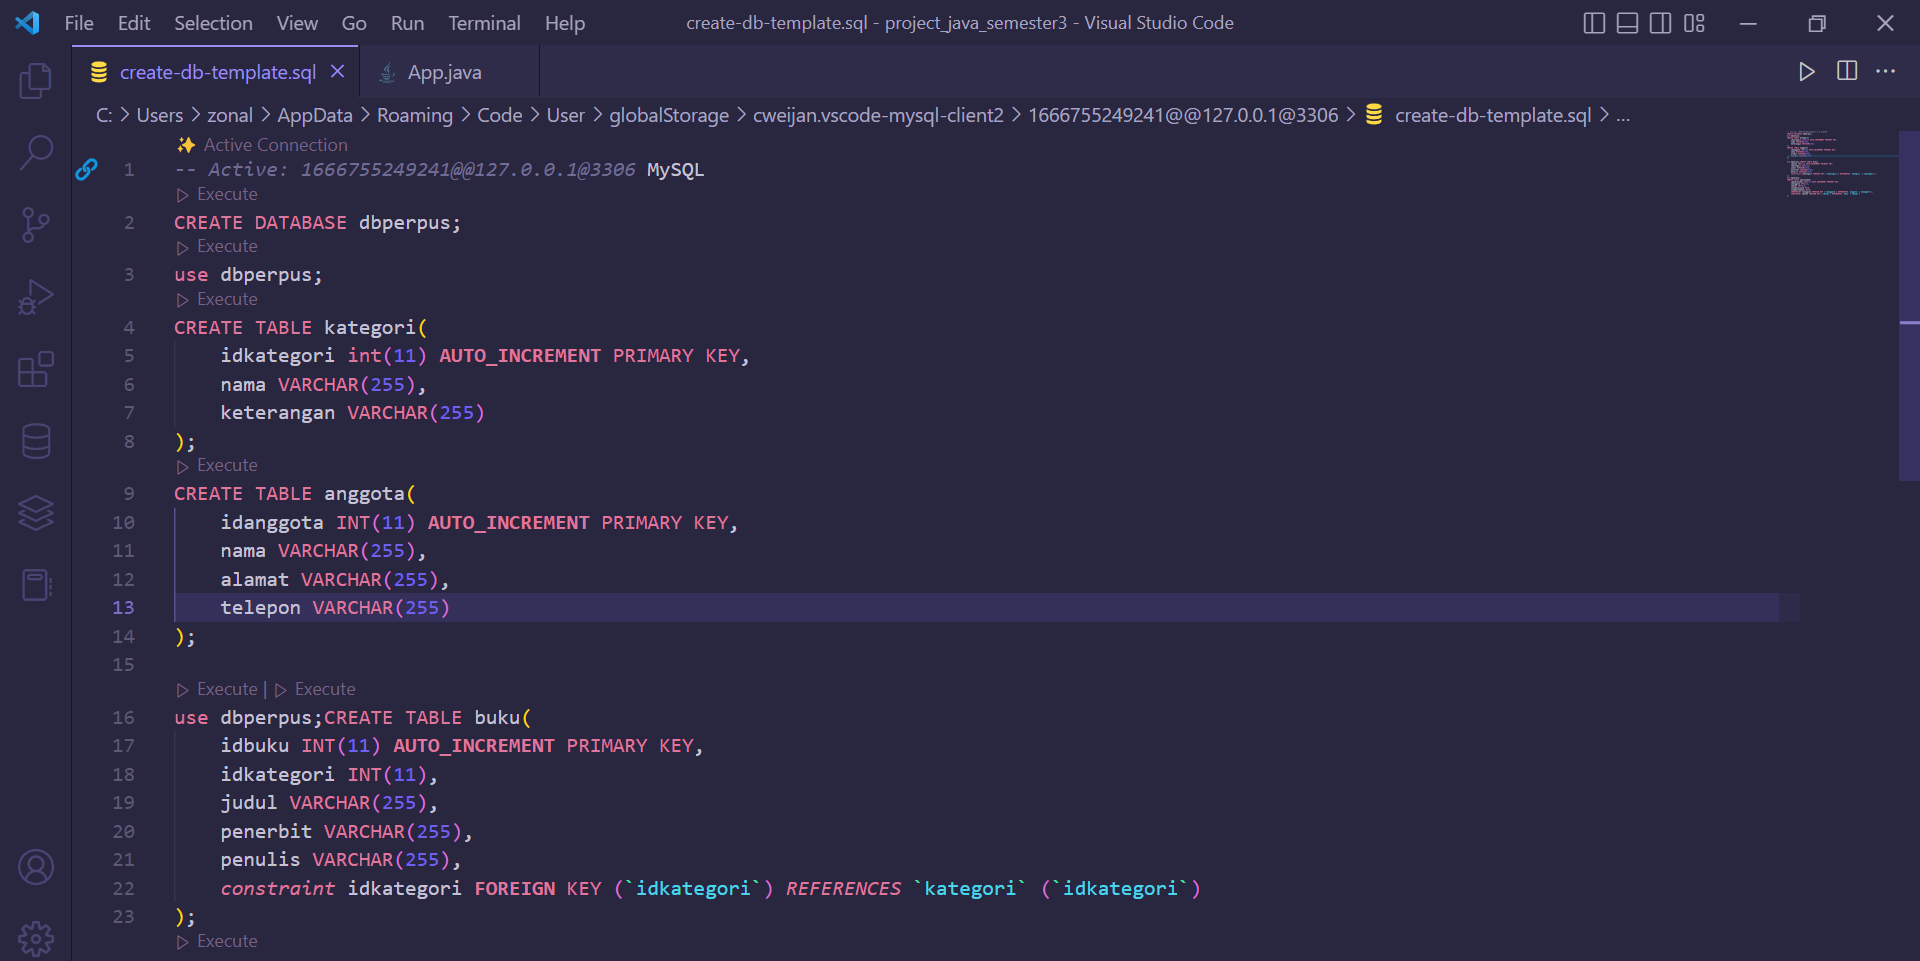 File Edit Selection View Go Run Terminal Help create-db-template.sql - project_java_semester3 - Visual Studio Code
create-db-template.sql App.java
C: > Users > zonal > AppData > Roaming > Code > User > globalStorage > cweijan.vscode-mysql-client2 > 1666755249241@@127.0.0.1@3306 > create-db-template.sql > ...
Active Connection
1 -- Active: 1666755249241@@127.0.0.1@3306 MySQL
Execute
2 CREATE DATABASE dbperpus;
Execute
3 use dbperpus;
Execute
4 CREATE TABLE kategori(
5 idkategori int(11) AUTO_INCREMENT PRIMARY KEY,
6 nama VARCHAR(255),
7 keterangan VARCHAR(255)
8 );
Execute
9 CREATE TABLE anggota(
10 idanggota INT(11) AUTO_INCREMENT PRIMARY KEY,
11 nama VARCHAR(255),
12 alamat VARCHAR(255),
13 telepon VARCHAR(255)
14 );
15
Execute | Execute
16 use dbperpus;CREATE TABLE buku(
17 idbuku INT(11) AUTO_INCREMENT PRIMARY KEY,
18 idkategori INT(11),
19 judul VARCHAR(255),
20 penerbit VARCHAR(255),
21 penulis VARCHAR(255),
22 constraint idkategori FOREIGN KEY (`idkategori`) REFERENCES `kategori` (`idkategori`)
23 );
Execute